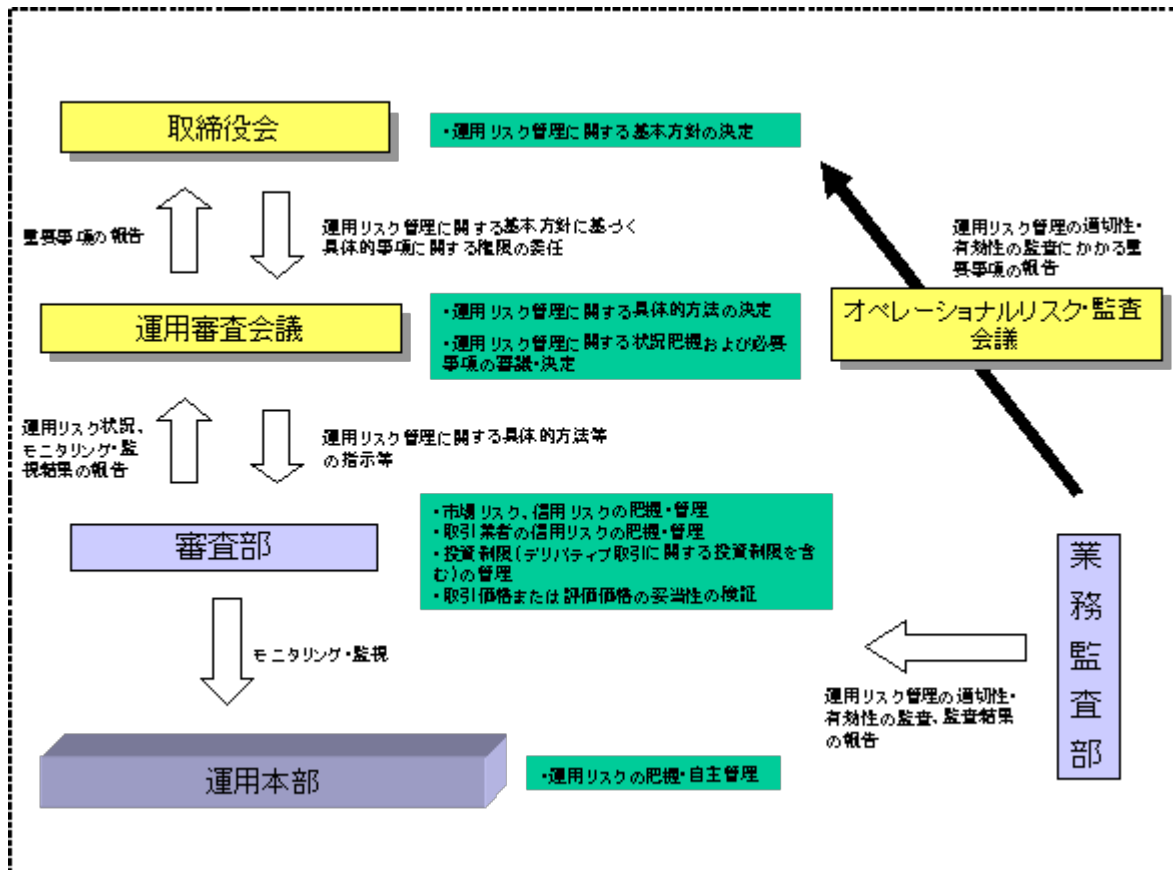 取締役会
・運用リスク管理に関する基本方針の決定
重要事項の報告
運用リスク管理に関する基本方針に基づく
具体的事項に関する権限の委任
運用リスク管理の適切性・
有効性の監査にかかる重
要事項の報告
運用審査会議
・運用リスク管理に関する具体的方法の決定
・運用リスク管理に関する状況把握および必要
事項の審議・決定
オペレーショナルリスク・監査
会議
運用リスク状況、
モニタリング・監
視結果の報告
運用リスク管理に関する具体的方法等
の指示等
審査部
・市場リスク、信用リスクの把握・管理
・取引業者の信用リスクの把握・管理
・投資制限(デリバティブ取引に関する投資制限を含
む)の管理
・取引価格または評価価格の妥当性の検証
業務監査部
モニタリング・監視
運用リスク管理の適切性・
有効性の監査、監査結果
の報告
運用本部
・運用リスクの把握・自主管理